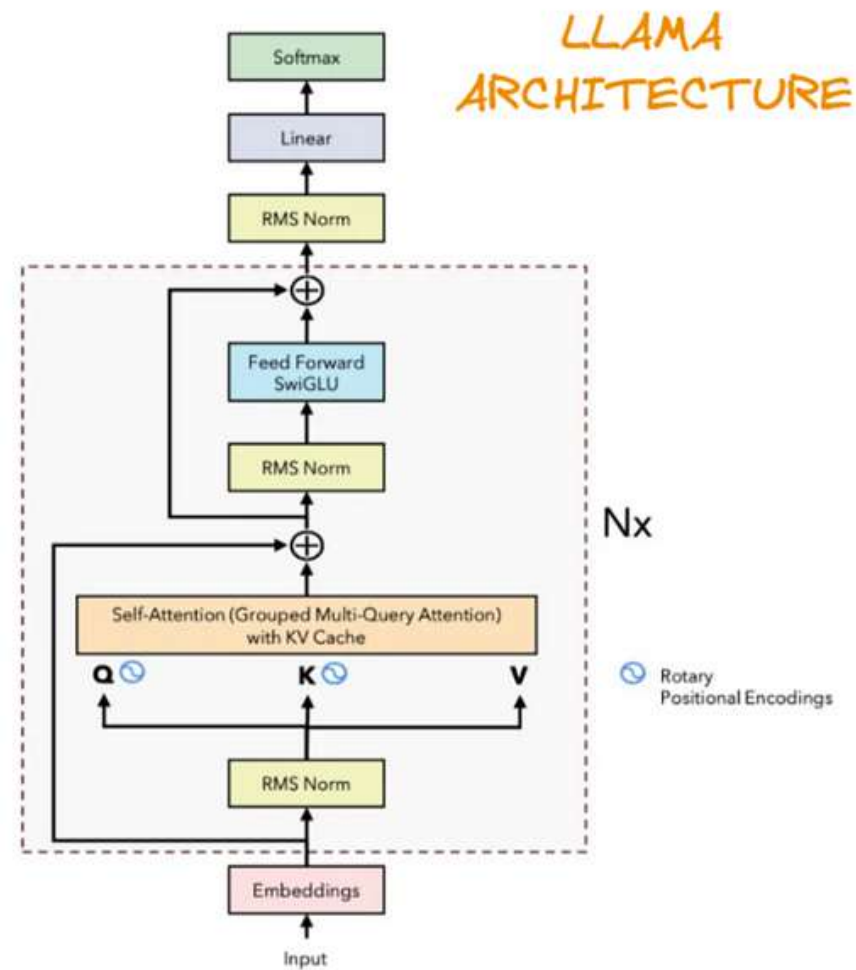 LLAMA
ARCHITECTURE
Softmax
Linear
RMS Norm
Feed Forward
SwiGLU
RMS Norm
Nx
Self-Attention (Grouped Multi-Query Attention)
with KV Cache
Q K V
Rotary
Positional Encodings
RMS Norm
Embeddings
Input